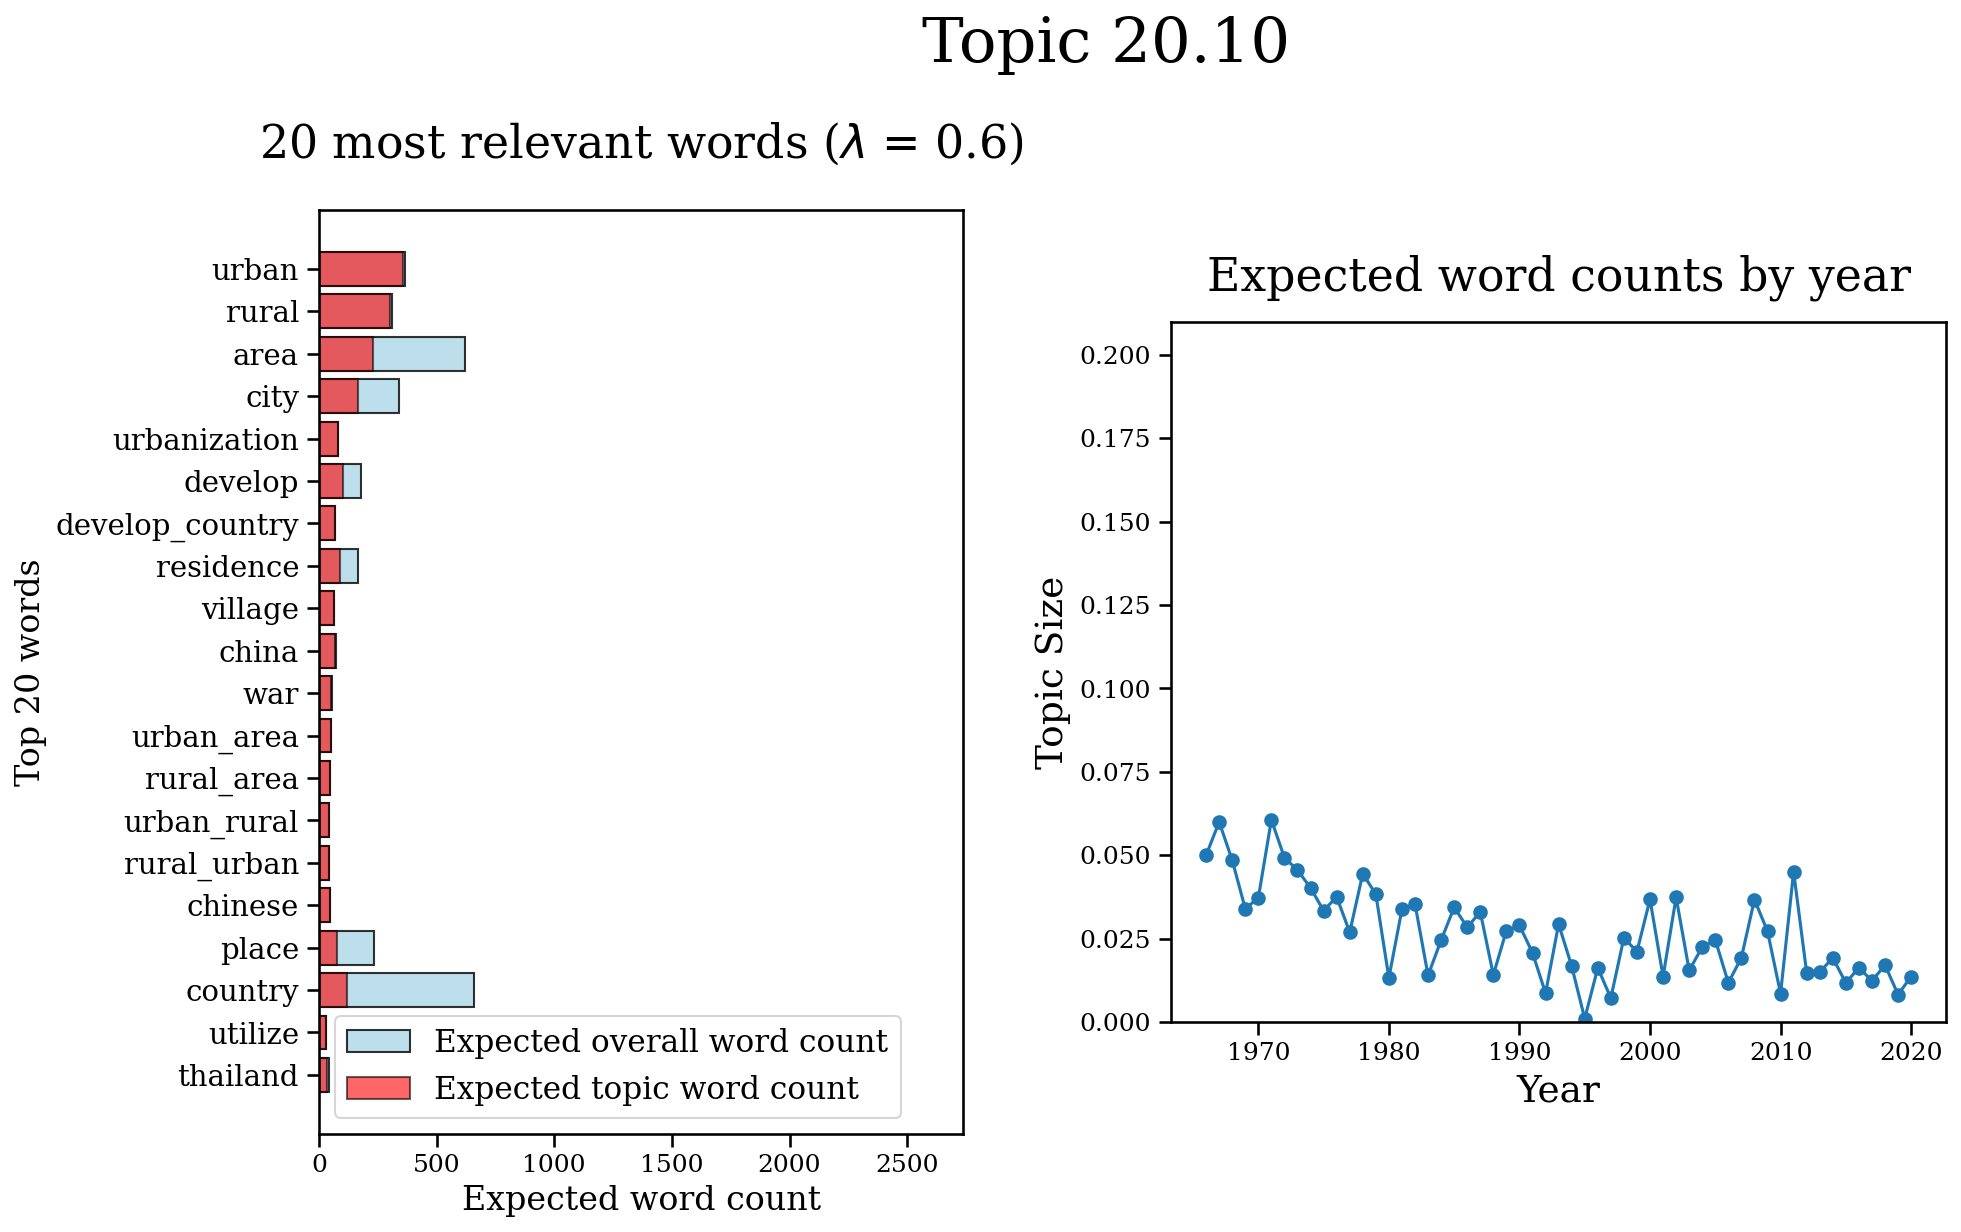 Topic 20.10
20 most relevant words (λ = 0.6)
Top 20 words
urban
rural
area
city
urbanization
develop
develop_country
residence
village
china
war
urban_area
rural_area
urban_rural
rural_urban
chinese
place
country
utilize
thailand
Expected overall word count
Expected topic word count
0 500 1000 1500 2000 2500
Expected word count
Expected word counts by year
Topic Size
0.200
0.175
0.150
0.125
0.100
0.075
0.050
0.025
0.000
1970 1980 1990 2000 2010 2020
Year